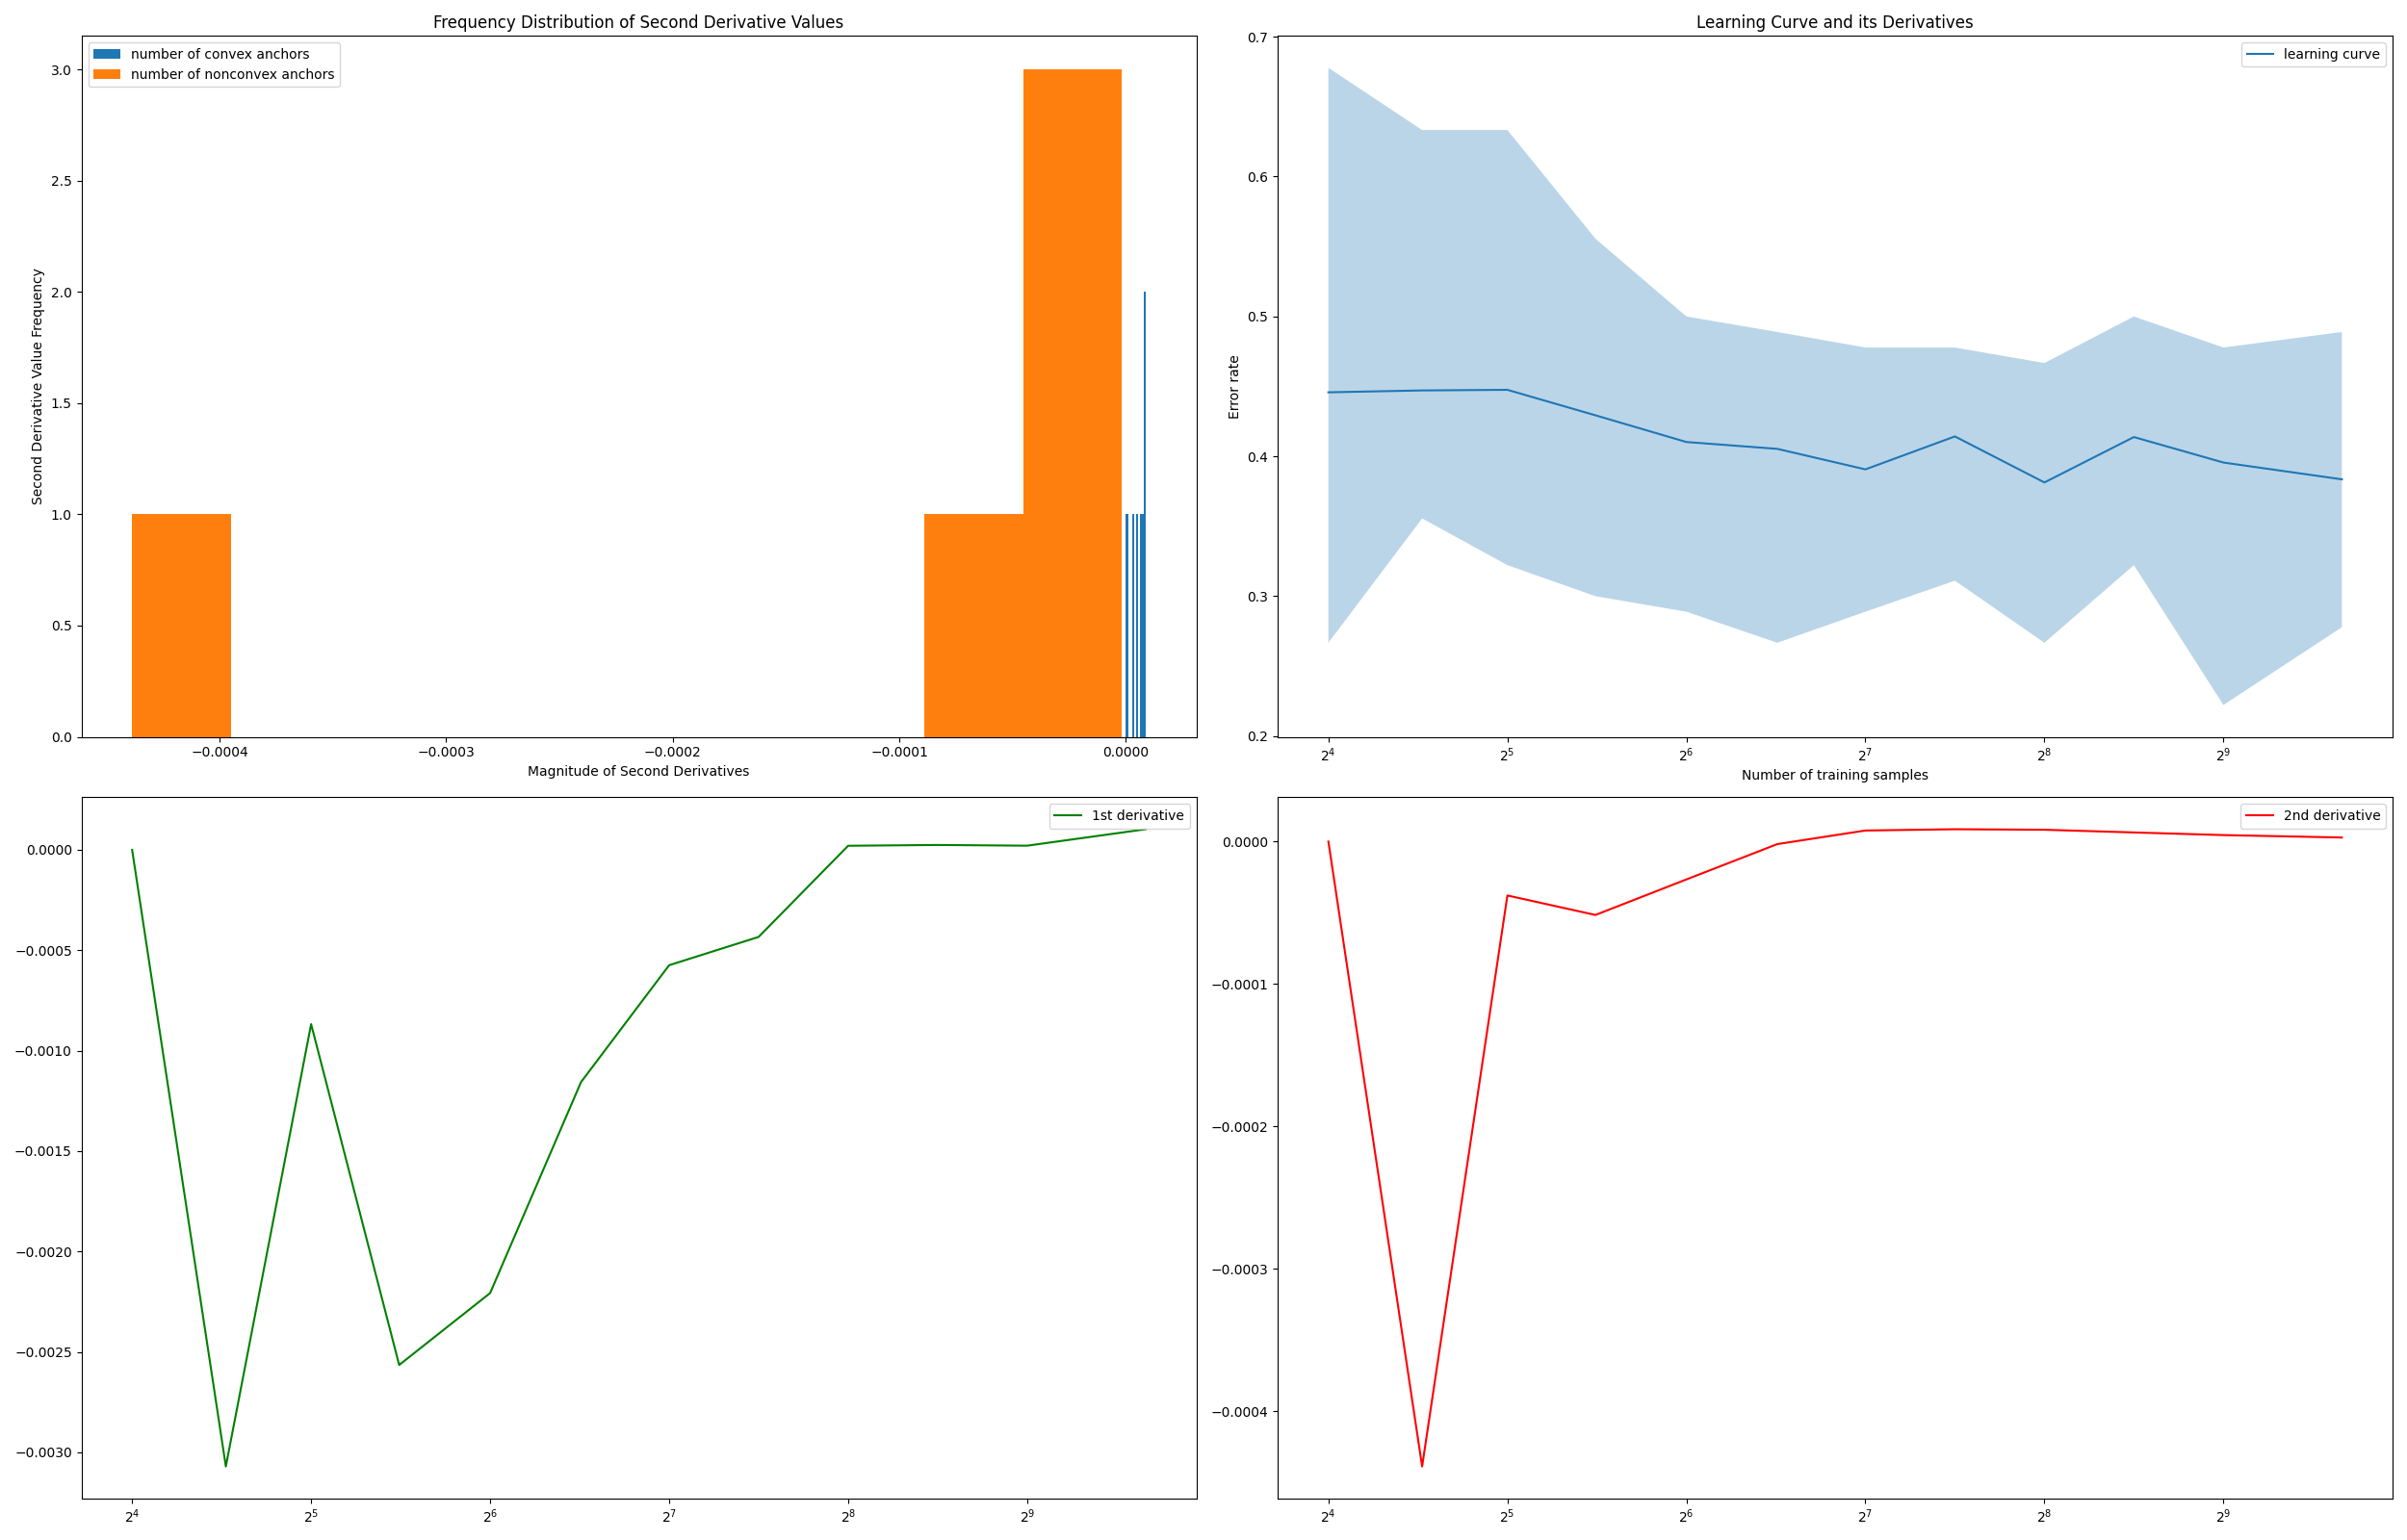 Frequency Distribution of Second Derivative Values
number of convex anchors
number of nonconvex anchors
Second Derivative Value Frequency
3.0
2.5
2.0
1.5
1.0
0.5
0.0
−0.0004 −0.0003 −0.0002 −0.0001 0.0000
Magnitude of Second Derivatives
Learning Curve and its Derivatives
learning curve
Error rate
0.7
0.6
0.5
0.4
0.3
0.2
2⁴ 2⁵ 2⁶ 2⁷ 2⁸ 2⁹
Number of training samples
1st derivative
0.0000
−0.0005
−0.0010
−0.0015
−0.0020
−0.0025
−0.0030
2⁴ 2⁵ 2⁶ 2⁷ 2⁸ 2⁹
2nd derivative
0.0000
−0.0001
−0.0002
−0.0003
−0.0004
2⁴ 2⁵ 2⁶ 2⁷ 2⁸ 2⁹